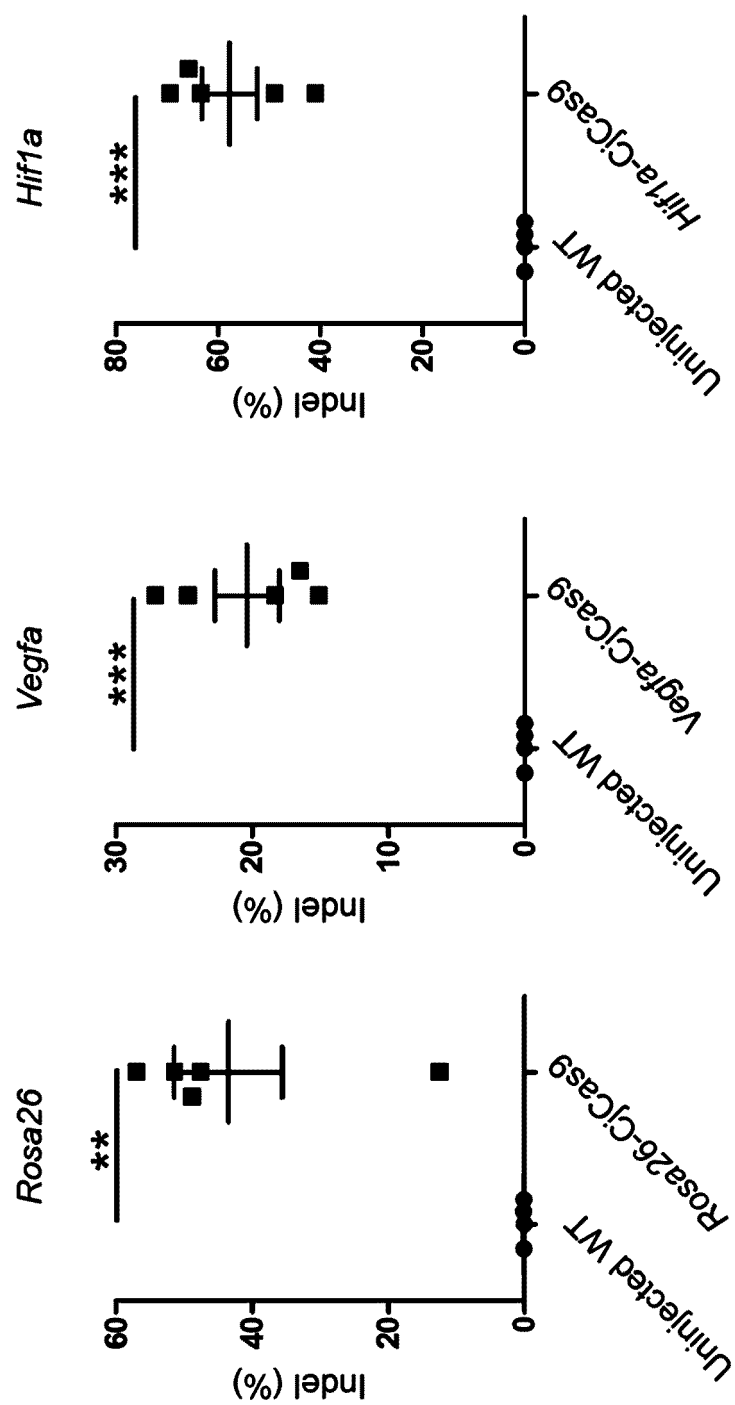 Rosa26
**
Indel (%)
60
40
20
0
Uninjected WT
Rosa26-CjCas9
Vegfa
***
Indel (%)
30
20
10
0
Uninjected WT
Vegfa-CjCas9
Hif1a
***
Indel (%)
80
60
40
20
0
Uninjected WT
Hif1a-CjCas9